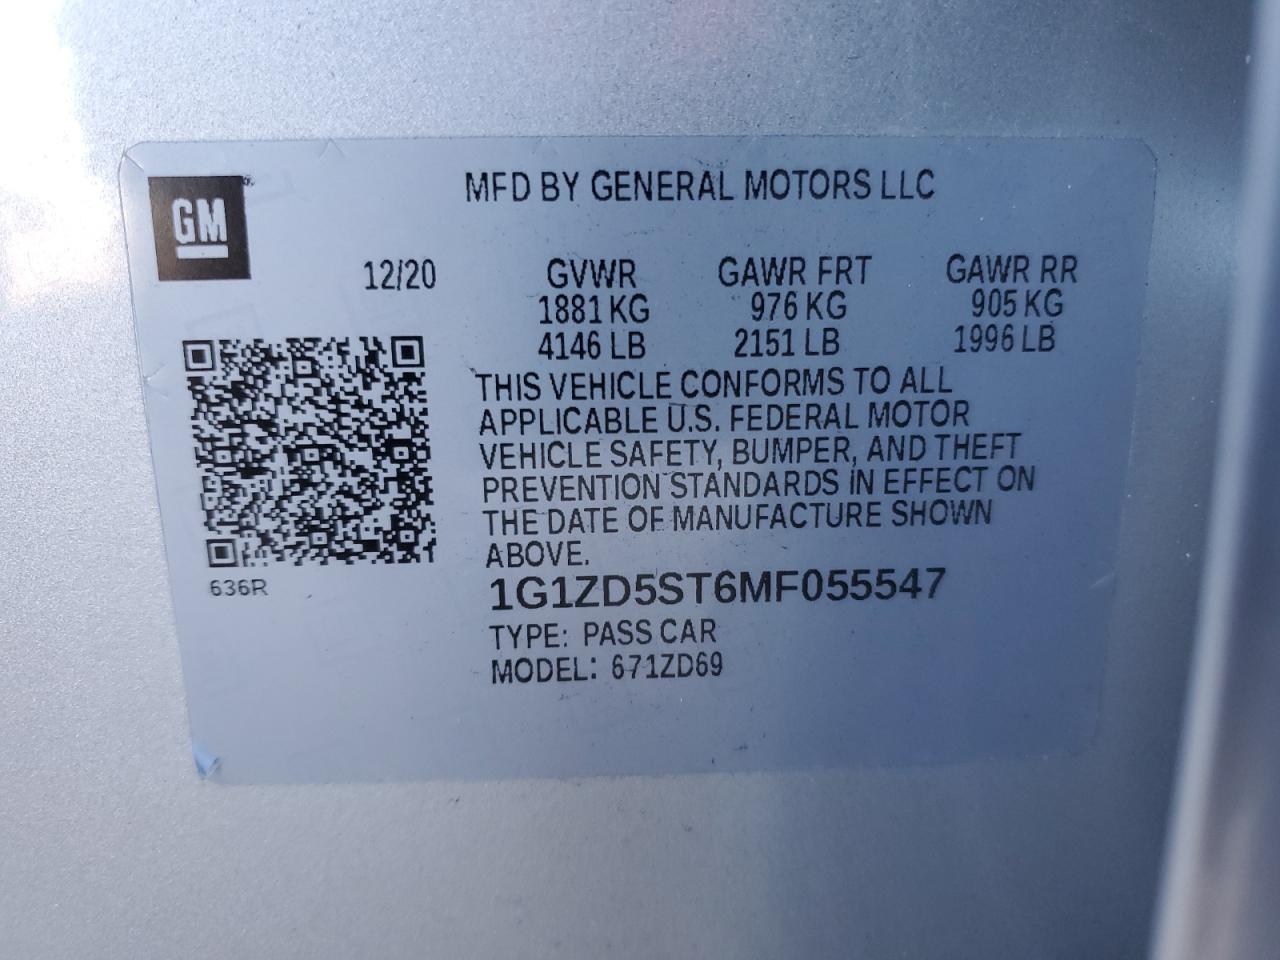 GM
MFD BY GENERAL MOTORS LLC
12/20 GVWR GAWR FRT GAWR RR
1881 KG 976 KG 905 KG
4146 LB 2151 LB 1996 LB
THIS VEHICLE CONFORMS TO ALL
APPLICABLE U.S. FEDERAL MOTOR
VEHICLE SAFETY, BUMPER, AND THEFT
PREVENTION STANDARDS IN EFFECT ON
THE DATE OF MANUFACTURE SHOWN
ABOVE.
636R
1G1ZD5ST6MF055547
TYPE: PASS CAR
MODEL: 671ZD69